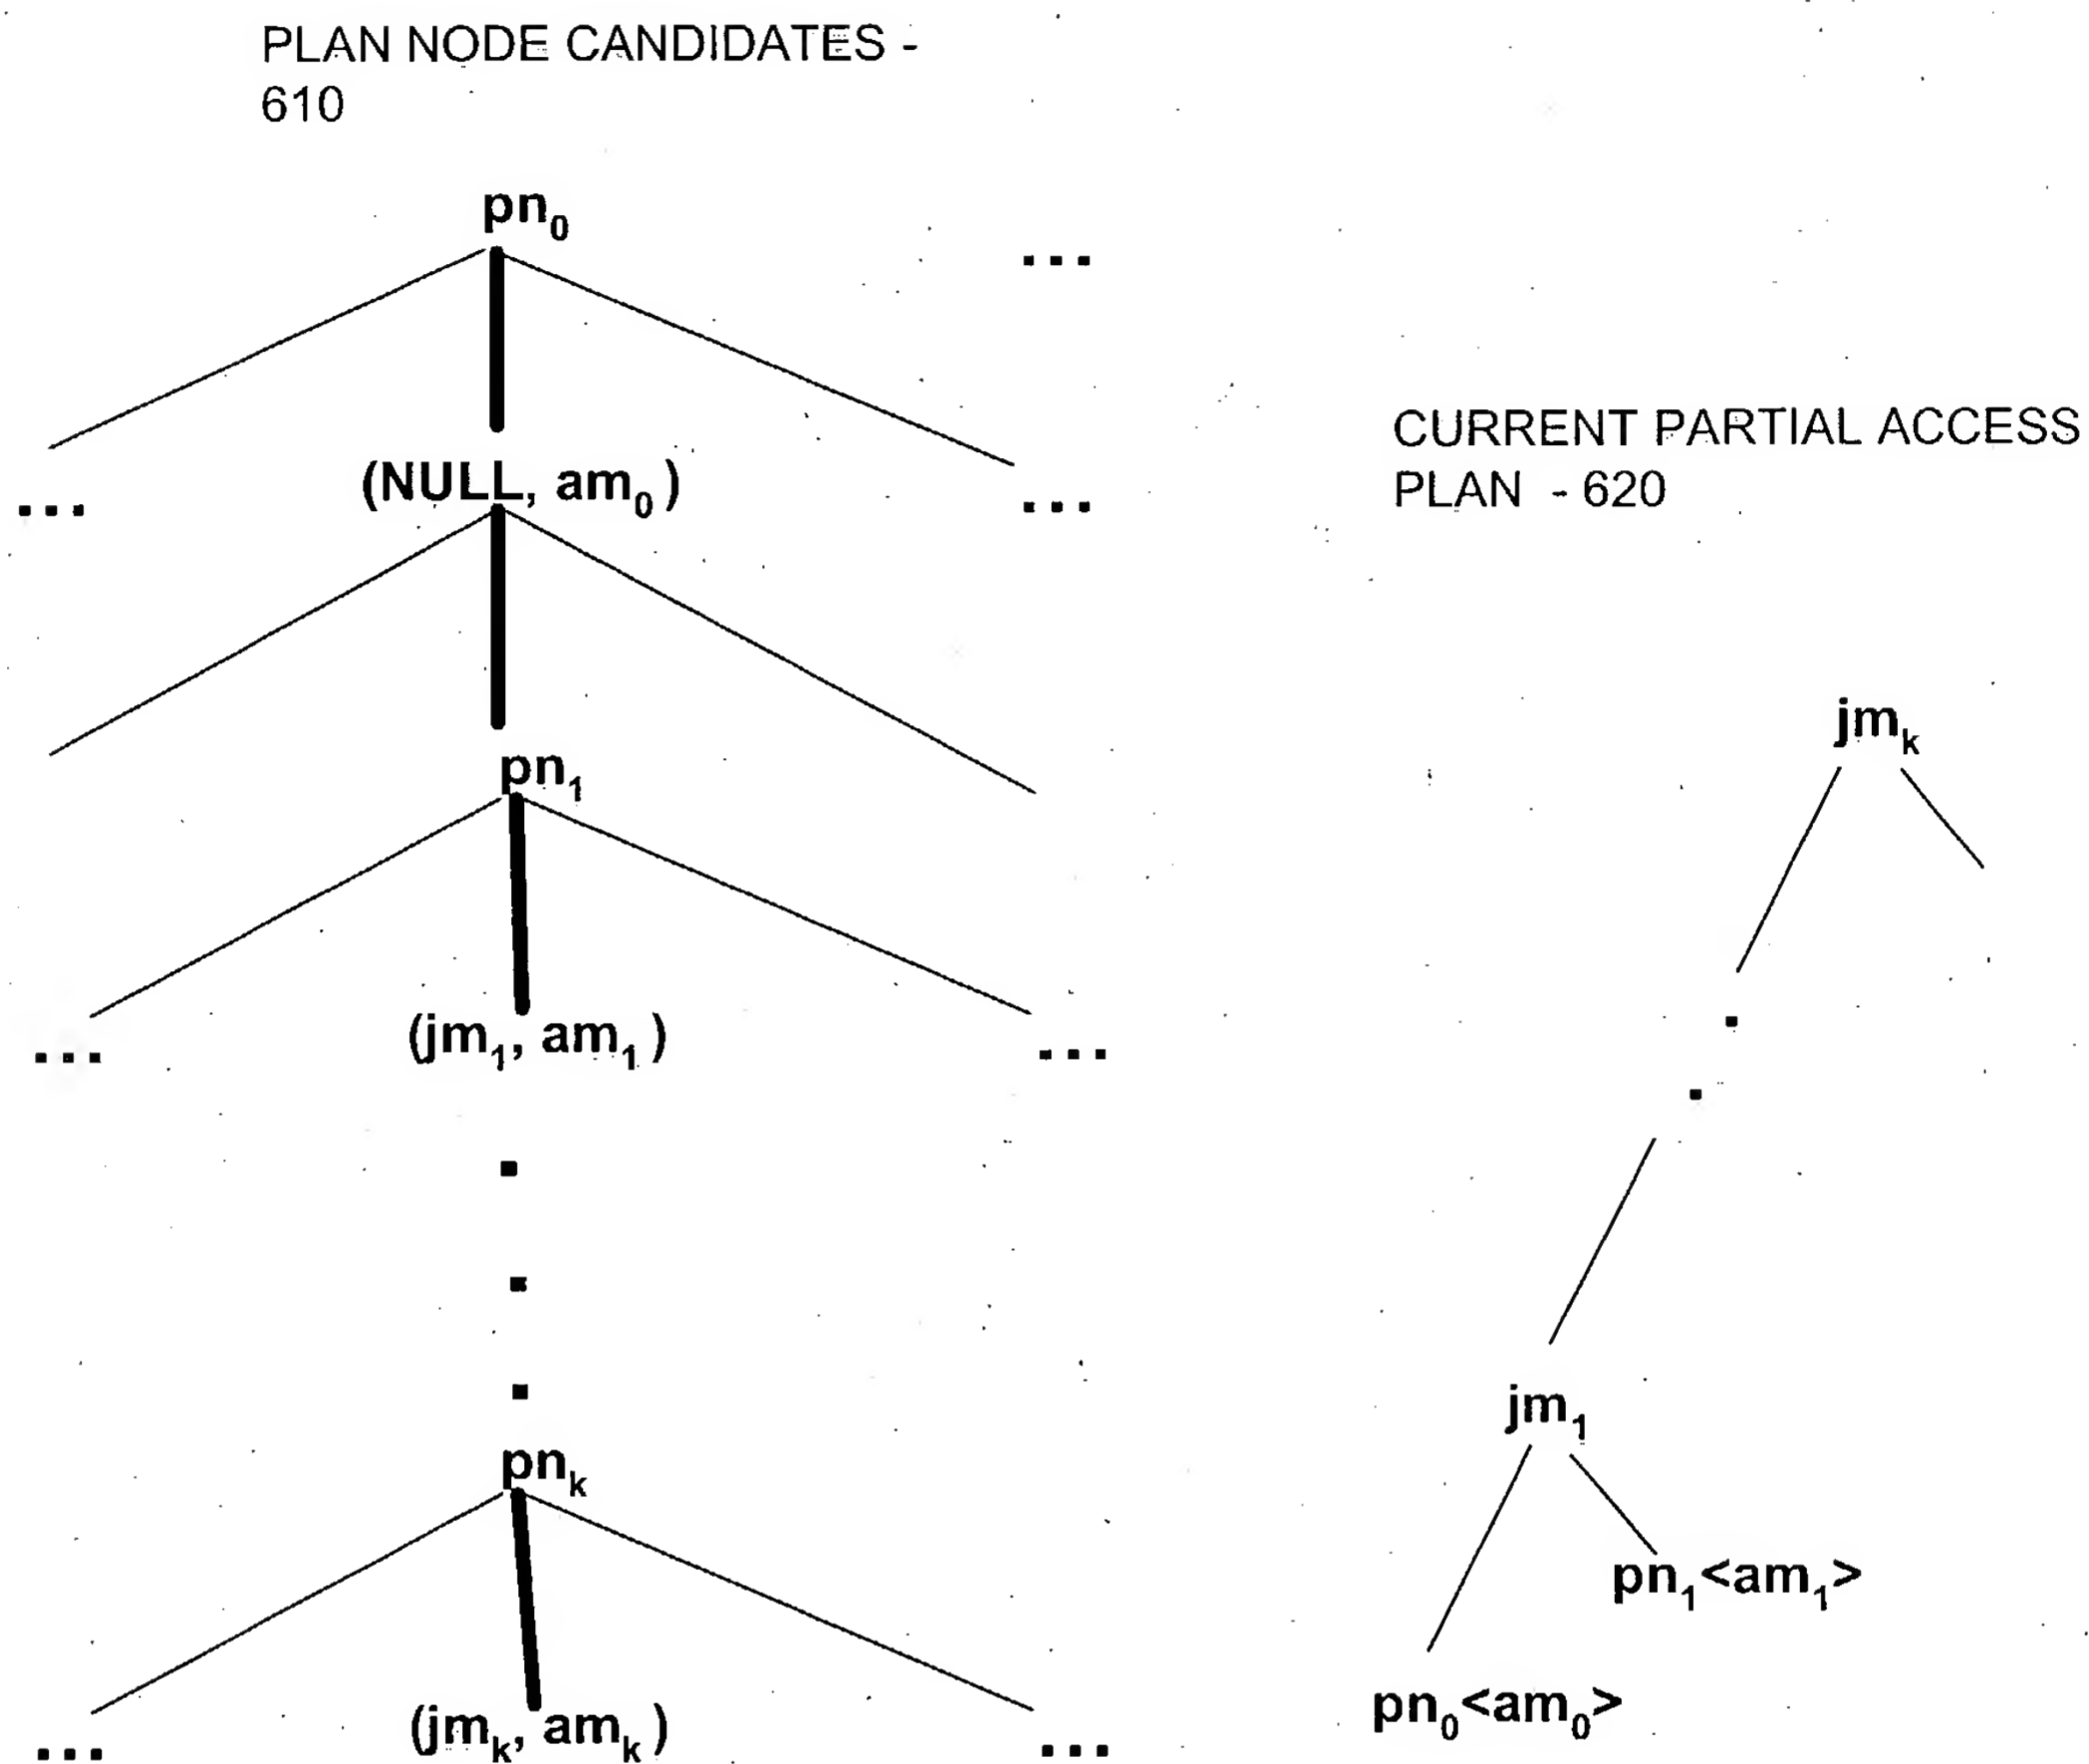 PLAN NODE CANDIDATES -
610
pn₀
...
CURRENT PARTIAL ACCESS
PLAN - 620
... (NULL, am₀) ...
pn₁
jmₖ
... (jm₁, am₁) ...
jm₁
pnₖ
pn₁<am₁>
pn₀<am₀>
... (jmₖ, amₖ) ...